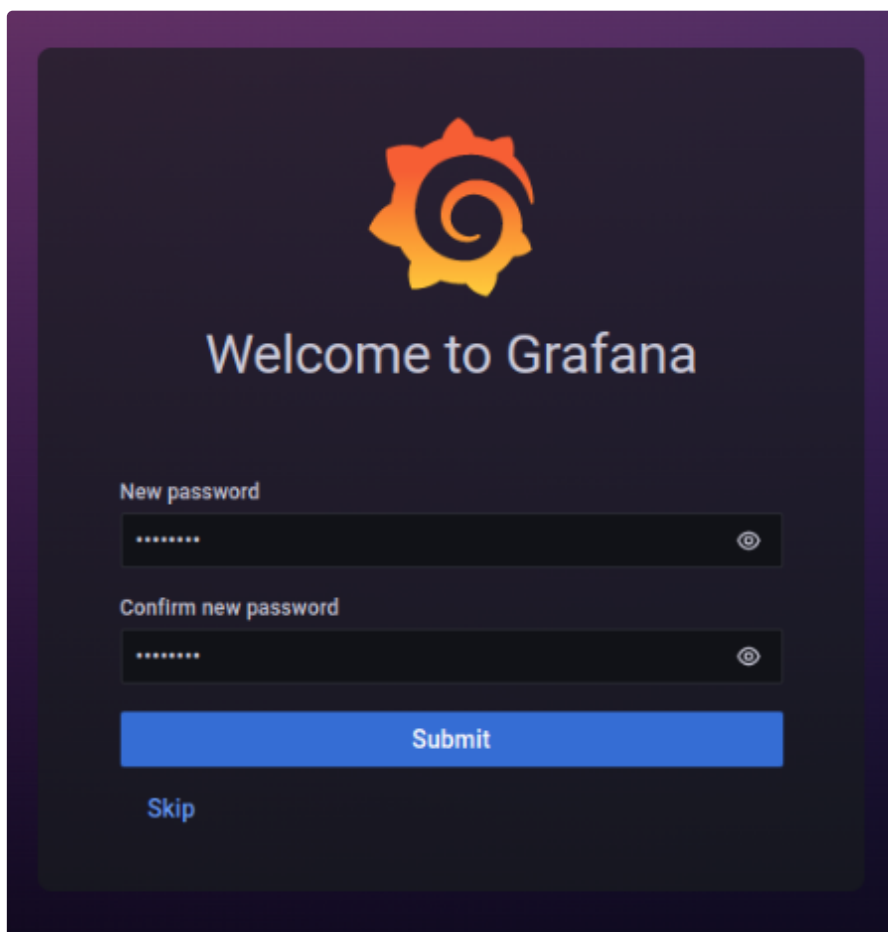 Welcome to Grafana
New password
••••••••
Confirm new password
••••••••
Submit
Skip